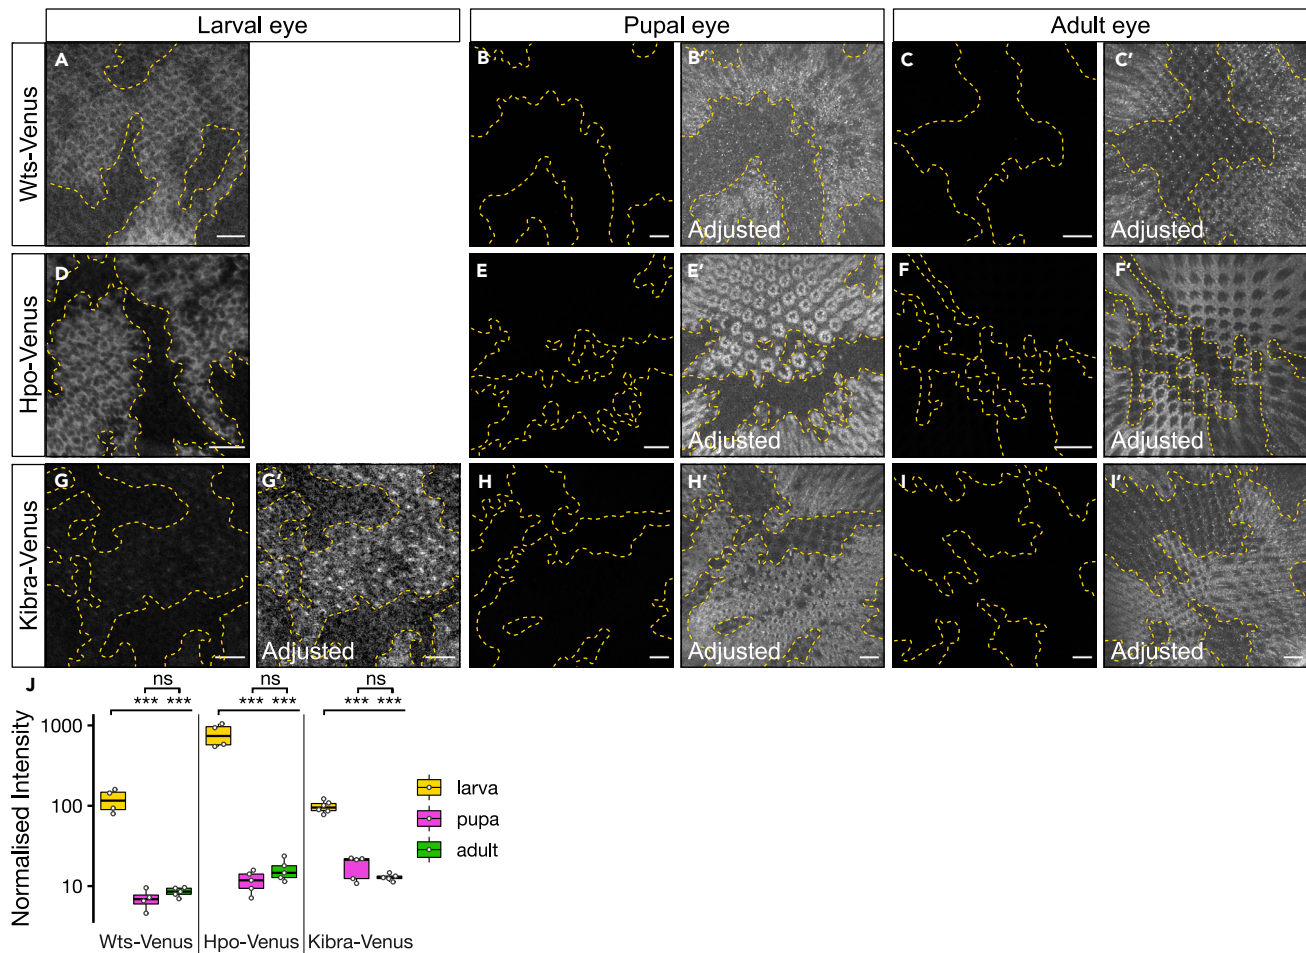 Larval eye
Pupal eye
Adult eye
Wts-Venus
A
B
B′
Adjusted
C
C′
Adjusted
Hpo-Venus
D
E
E′
Adjusted
F
F′
Adjusted
Kibra-Venus
G
G′
Adjusted
H
H′
Adjusted
I
I′
Adjusted
J
ns
ns
ns
*** ***
*** ***
*** ***
Normalised Intensity
1000
100
10
Wts-Venus
Hpo-Venus
Kibra-Venus
larva
pupa
adult